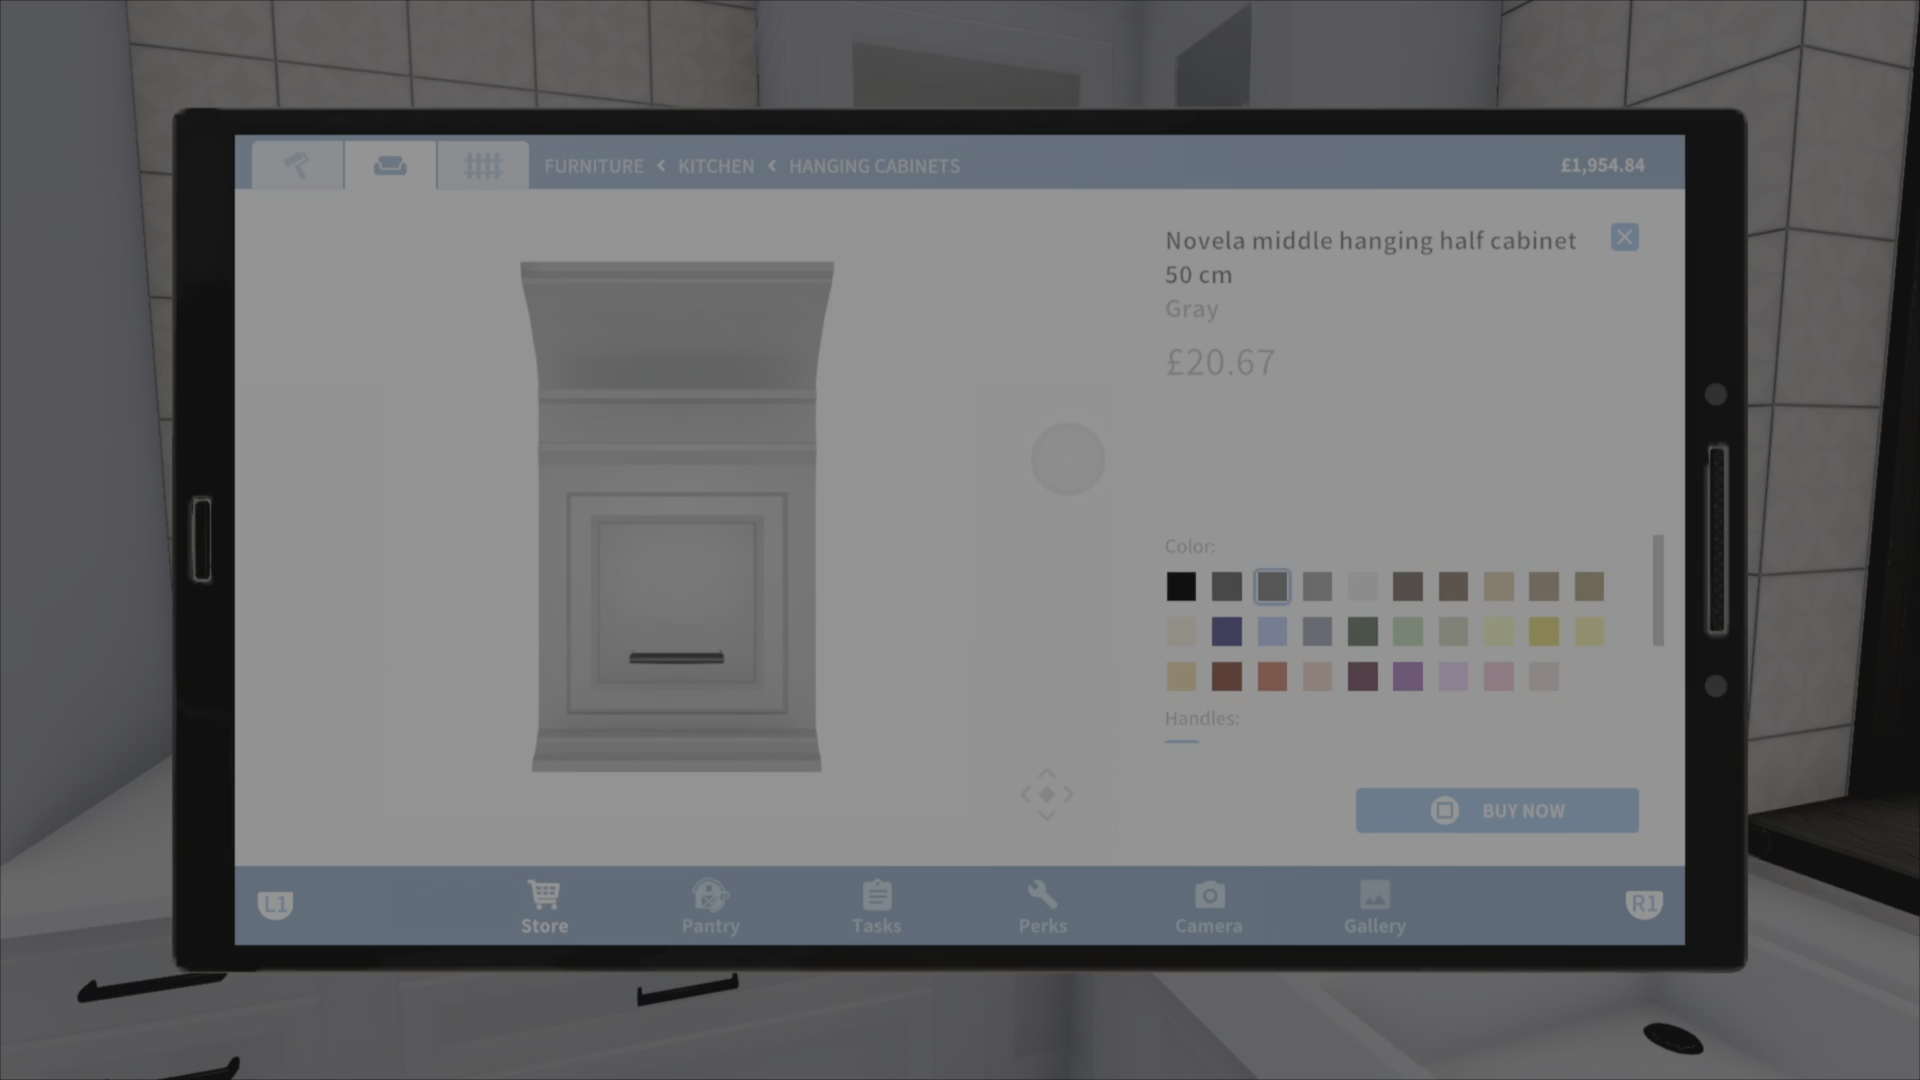 FURNITURE < KITCHEN < HANGING CABINETS
£1,954.84
Novela middle hanging half cabinet
50 cm
Gray
£20.67
Color:
Handles:
BUY NOW
L1
Store
Pantry
Tasks
Perks
Camera
Gallery
R1